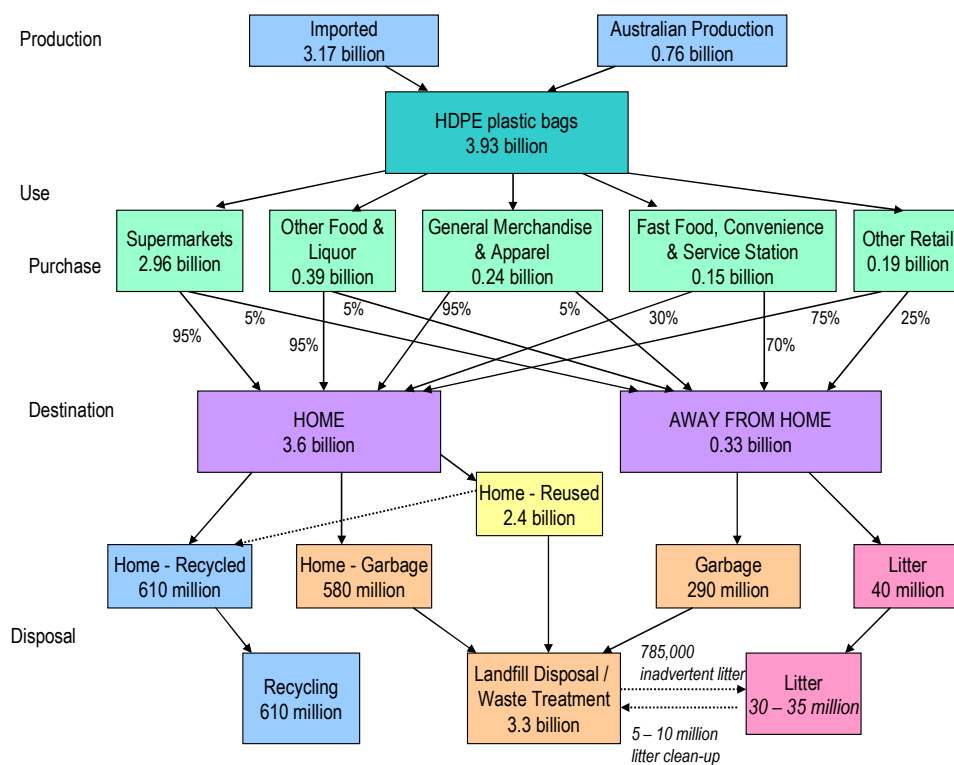 Production
Imported
3.17 billion
Australian Production
0.76 billion
HDPE plastic bags
3.93 billion
Use
Purchase
Supermarkets
2.96 billion
Other Food &
Liquor
0.39 billion
General Merchandise
& Apparel
0.24 billion
Fast Food, Convenience
& Service Station
0.15 billion
Other Retail
0.19 billion
95%
5%
95%
5%
95%
5%
30%
70%
75%
25%
Destination
HOME
3.6 billion
AWAY FROM HOME
0.33 billion
Home - Reused
2.4 billion
Home - Recycled
610 million
Home - Garbage
580 million
Garbage
290 million
Litter
40 million
Disposal
Recycling
610 million
Landfill Disposal /
Waste Treatment
3.3 billion
785,000
inadvertent litter
5 – 10 million
litter clean-up
Litter
30 – 35 million